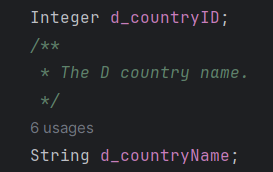 Integer d_countryID;
/**
* The D country name.
*/
6 usages
String d_countryName;